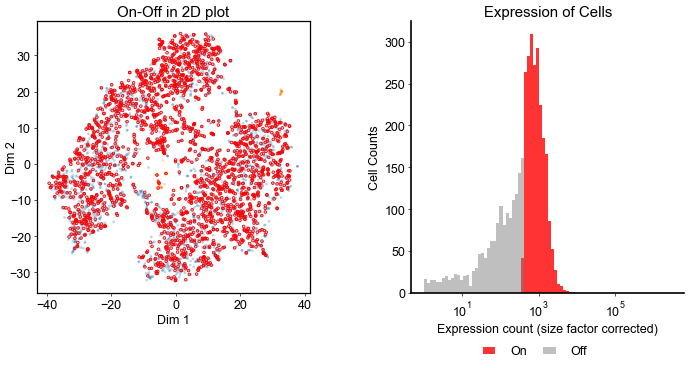 On-Off in 2D plot
Dim 2
30
20
10
0
−10
−20
−30
−40
−20
0
20
40
Dim 1
Expression of Cells
Cell Counts
300
250
200
150
100
50
0
10^1
10^3
10^5
Expression count (size factor corrected)
On
Off